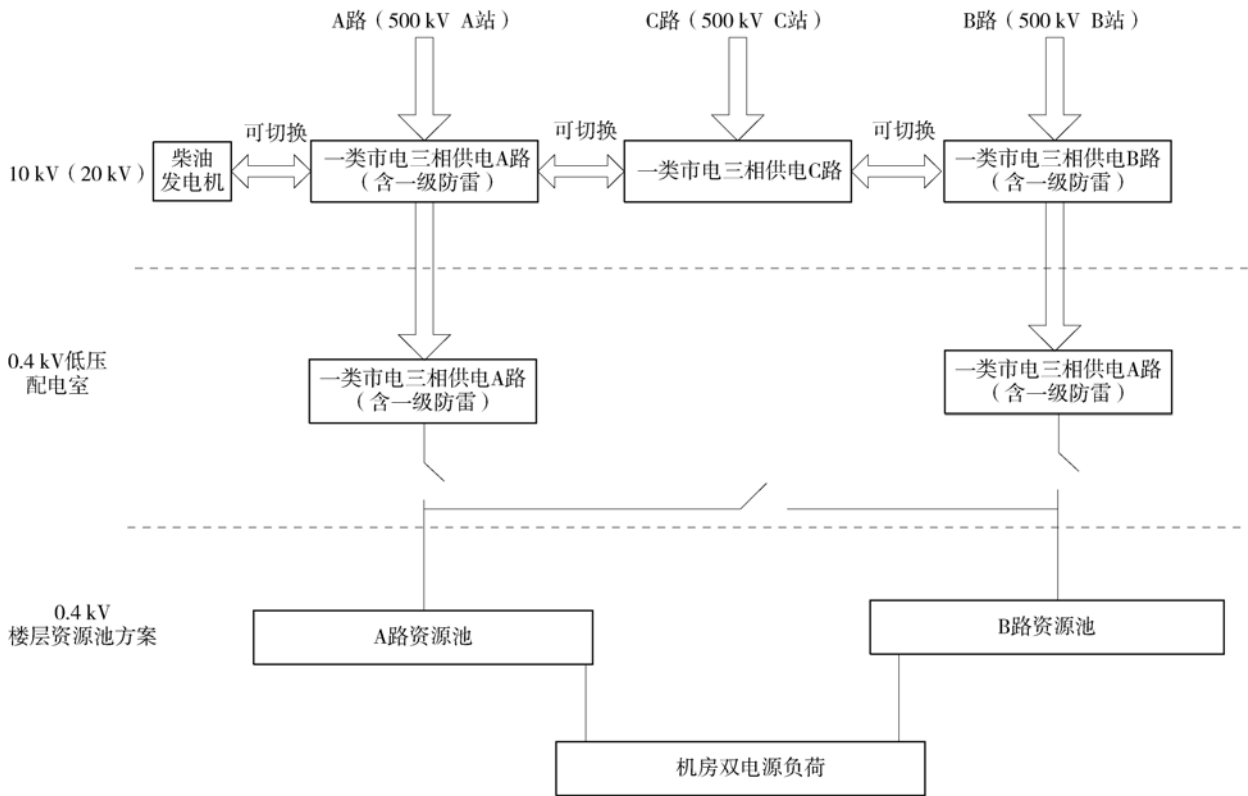 A路（500 kV A站）
C路（500 kV C站）
B路（500 kV B站）
可切换
可切换
可切换
10 kV（20 kV）
柴油
发电机
一类市电三相供电A路
（含一级防雷）
一类市电三相供电C路
一类市电三相供电B路
（含一级防雷）
0.4 kV低压
配电室
一类市电三相供电A路
（含一级防雷）
一类市电三相供电A路
（含一级防雷）
0.4 kV
楼层资源池方案
A路资源池
B路资源池
机房双电源负荷